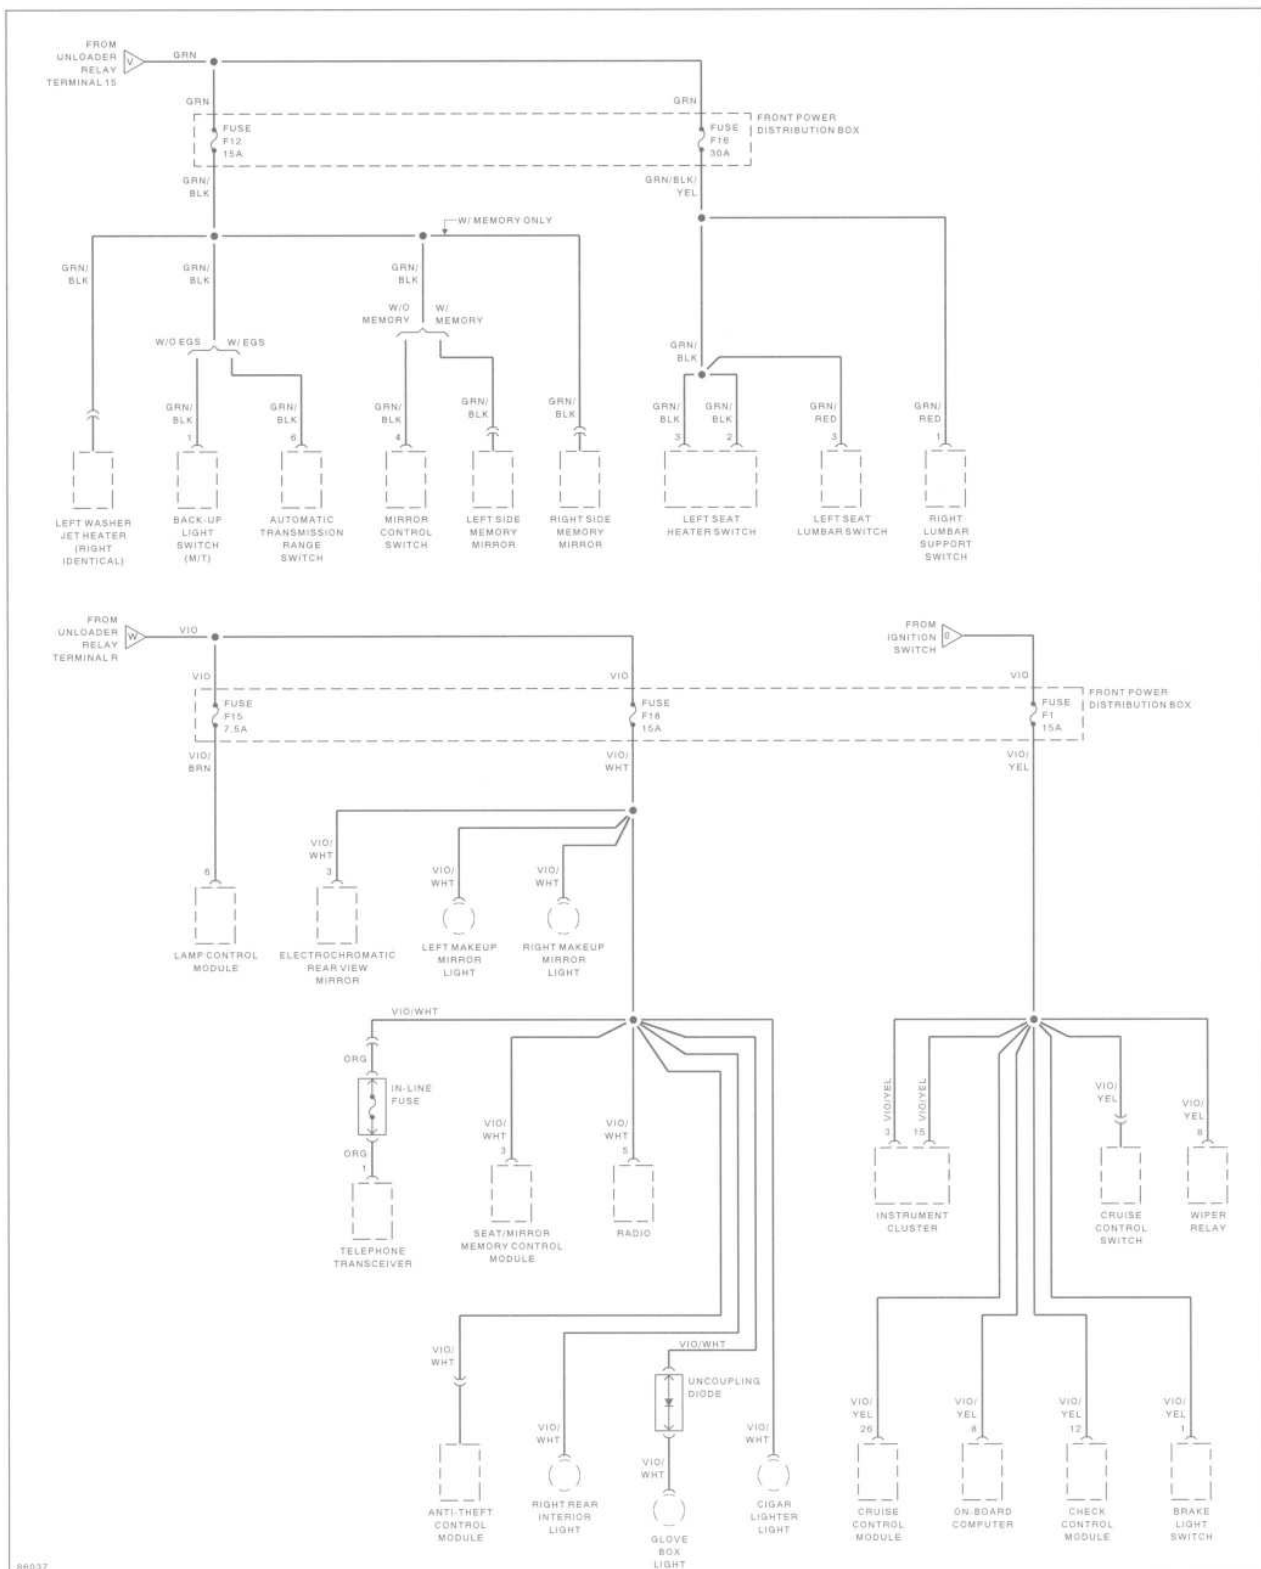 FROM
UNLOADER
RELAY
TERMINAL 15
V
GRN
GRN
GRN
FRONT POWER
DISTRIBUTION BOX
FUSE
F12
15A
FUSE
F16
30A
GRN/
BLK
GRN/BLK/
YEL
W/ MEMORY ONLY
GRN/
BLK
GRN/
BLK
GRN/
BLK
W/O
MEMORY
W/
MEMORY
W/O EGS
W/ EGS
GRN/
BLK
GRN/
BLK
1
GRN/
BLK
6
GRN/
BLK
4
GRN/
BLK
GRN/
BLK
GRN/
BLK
3
GRN/
BLK
2
GRN/
RED
3
GRN/
RED
1
LEFT WASHER
JET HEATER
(RIGHT
IDENTICAL)
BACK-UP
LIGHT
SWITCH
(M/T)
AUTOMATIC
TRANSMISSION
RANGE
SWITCH
MIRROR
CONTROL
SWITCH
LEFT SIDE
MEMORY
MIRROR
RIGHT SIDE
MEMORY
MIRROR
LEFT SEAT
HEATER SWITCH
LEFT SEAT
LUMBAR SWITCH
RIGHT
LUMBAR
SUPPORT
SWITCH
FROM
UNLOADER
RELAY
TERMINAL R
W
VIO
FROM
IGNITION
SWITCH
VIO
VIO
VIO
FRONT POWER
DISTRIBUTION BOX
FUSE
F15
7.5A
FUSE
F18
15A
FUSE
F1
15A
VIO/
BRN
VIO/
WHT
VIO/
YEL
6
VIO/
WHT
3
VIO/
WHT
VIO/
WHT
LAMP CONTROL
MODULE
ELECTROCHROMATIC
REAR VIEW
MIRROR
LEFT MAKEUP
MIRROR
LIGHT
RIGHT MAKEUP
MIRROR
LIGHT
VIO/WHT
ORG
IN-LINE
FUSE
ORG
1
TELEPHONE
TRANSCEIVER
VIO/
WHT
3
SEAT/MIRROR
MEMORY CONTROL
MODULE
VIO/
WHT
5
RADIO
VIO/YEL
3
VIO/YEL
15
INSTRUMENT
CLUSTER
VIO/
YEL
CRUISE
CONTROL
SWITCH
VIO/
YEL
8
WIPER
RELAY
VIO/
WHT
ANTI-THEFT
CONTROL
MODULE
VIO/
WHT
RIGHT REAR
INTERIOR
LIGHT
VIO/WHT
UNCOUPLING
DIODE
VIO/
WHT
GLOVE
BOX
LIGHT
VIO/
WHT
CIGAR
LIGHTER
LIGHT
VIO/
YEL
26
CRUISE
CONTROL
MODULE
VIO/
YEL
8
ON-BOARD
COMPUTER
VIO/
YEL
12
CHECK
CONTROL
MODULE
VIO/
YEL
1
BRAKE
LIGHT
SWITCH